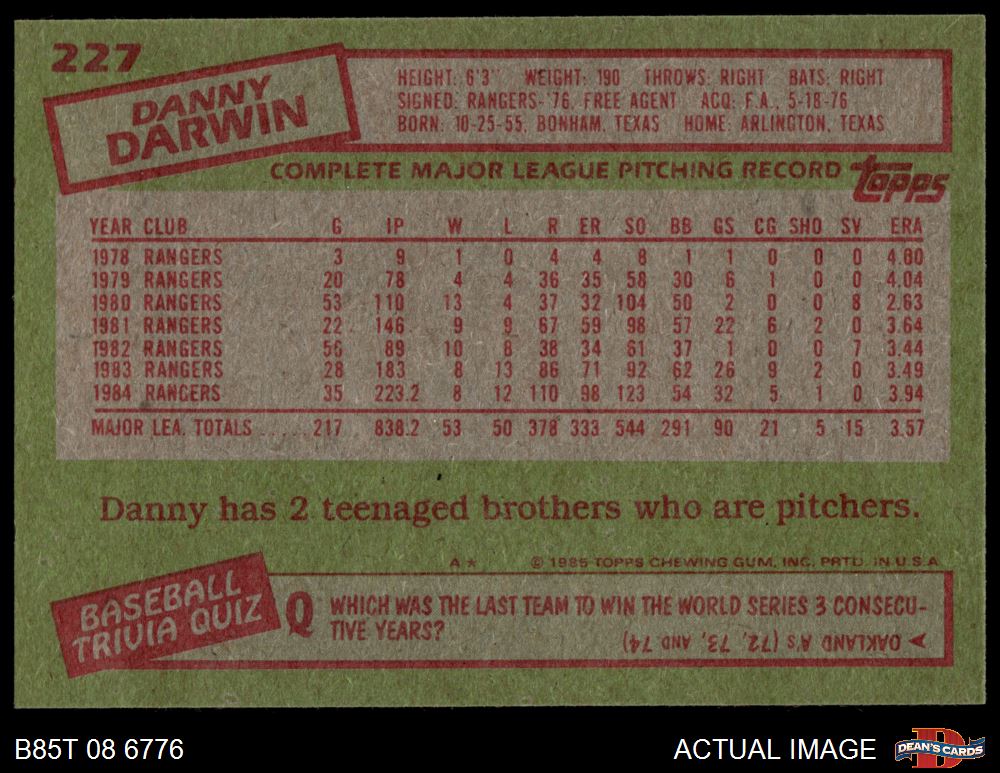 227
DANNY
DARWIN
HEIGHT: 6'3" WEIGHT: 190 THROWS: RIGHT BATS: RIGHT
SIGNED: RANGERS-'76, FREE AGENT ACQ: F.A., 5-18-76
BORN: 10-25-55, BONHAM, TEXAS HOME: ARLINGTON, TEXAS
COMPLETE MAJOR LEAGUE PITCHING RECORD
TOPPS
YEAR CLUB G IP W L R ER SO BB GS CG SHO SV ERA
1978 RANGERS 3 9 1 0 4 4 8 1 1 0 0 0 4.00
1979 RANGERS 20 78 4 4 36 35 58 30 6 1 0 0 4.04
1980 RANGERS 53 110 13 4 37 32 104 50 2 0 0 8 2.63
1981 RANGERS 22 146 9 9 67 59 98 57 22 6 2 0 3.64
1982 RANGERS 56 89 10 8 38 34 61 37 1 0 0 7 3.44
1983 RANGERS 28 183 8 13 86 71 92 62 26 9 2 0 3.49
1984 RANGERS 35 223.2 8 12 110 98 123 54 32 5 1 0 3.94
MAJOR LEA. TOTALS ...... 217 838.2 53 50 378 333 544 291 90 21 5 15 3.57
Danny has 2 teenaged brothers who are pitchers.
A★ © 1985 TOPPS CHEWING GUM, INC. PRTD. IN U.S.A.
BASEBALL
TRIVIA QUIZ
Q WHICH WAS THE LAST TEAM TO WIN THE WORLD SERIES 3 CONSECU-
TIVE YEARS?
➤ OAKLAND A's (72, 73, AND 74)
B85T 08 6776
ACTUAL IMAGE
D
DEAN'S CARDS